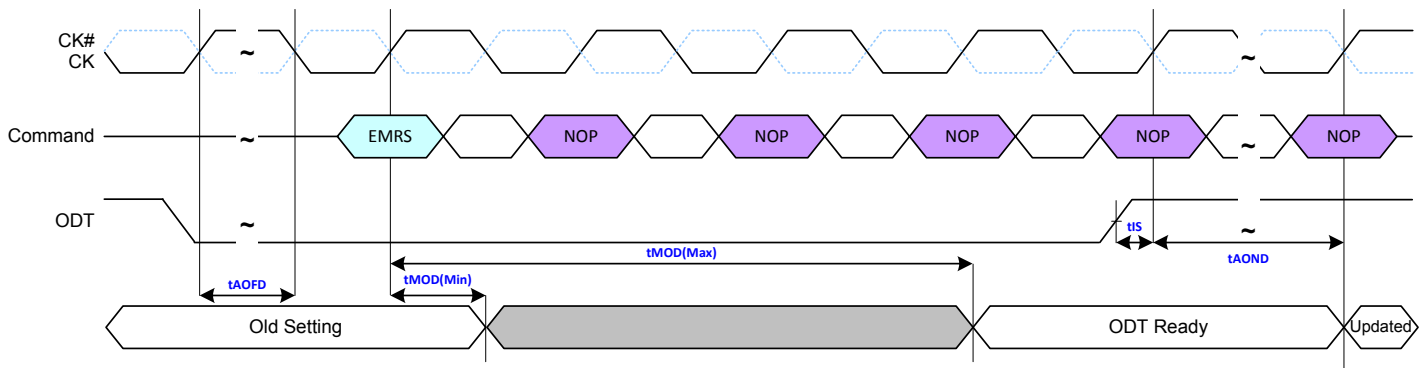 CK#
CK
~
~
Command
~
EMRS
NOP
NOP
NOP
NOP
~
NOP
ODT
~
tIS
~
tMOD(Max)
tAOND
tAOFD
tMOD(Min)
Old Setting
ODT Ready
Updated